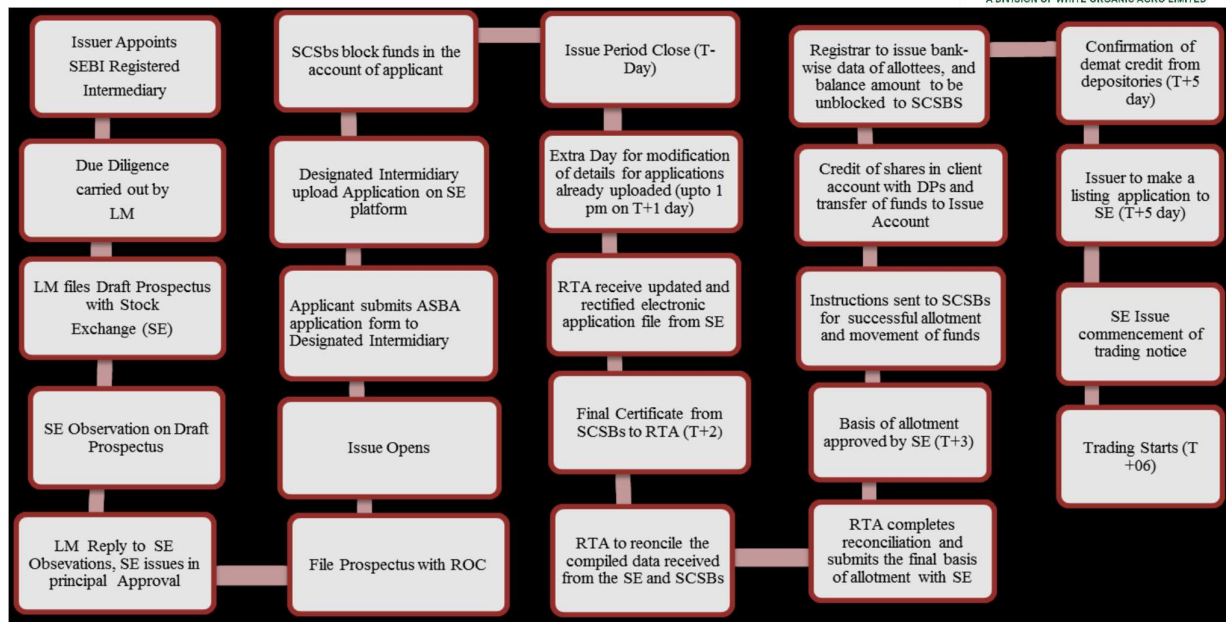 A DIVISION OF WHITE ORGANIC AGRO LIMITED
Issuer Appoints
SEBI Registered
Intermediary
Due Diligence
carried out by
LM
LM files Draft Prospectus
with Stock
Exchange (SE)
SE Observation on Draft
Prospectus
LM Reply to SE
Obsevations, SE issues in
principal Approval
File Prospectus with ROC
Issue Opens
Applicant submits ASBA
application form to
Designated Intermidiary
Designated Intermidiary
upload Application on SE
platform
SCSbs block funds in the
account of applicant
Issue Period Close (T-
Day)
Extra Day for modification
of details for applications
already uploaded (upto 1
pm on T+1 day)
RTA receive updated and
rectified electronic
application file from SE
Final Certificate from
SCSBs to RTA (T+2)
RTA to reconcile the
compiled data received
from the SE and SCSBs
RTA completes
reconciliation and
submits the final basis
of allotment with SE
Basis of allotment
approved by SE (T+3)
Instructions sent to SCSBs
for successful allotment
and movement of funds
Credit of shares in client
account with DPs and
transfer of funds to Issue
Account
Registrar to issue bank-
wise data of allottees, and
balance amount to be
unblocked to SCSBS
Confirmation of
demat credit from
depositories (T+5
day)
Issuer to make a
listing application to
SE (T+5 day)
SE Issue
commencement of
trading notice
Trading Starts (T
+06)